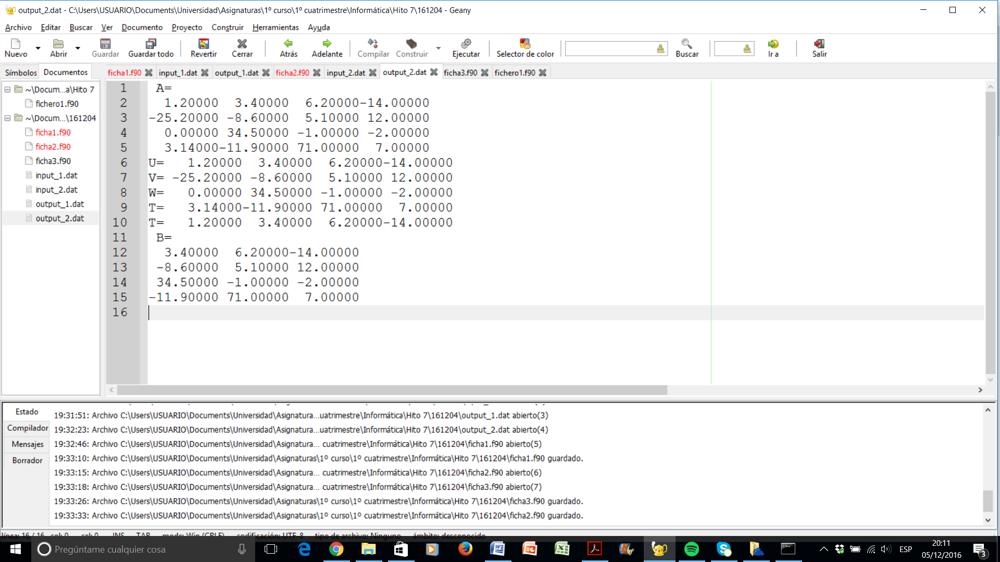 output_2.dat - C:\Users\USUARIO\Documents\Universidad\Asignaturas\1º curso\1º cuatrimestre\Informática\Hito 7\161204 - Geany
Archivo Editar Buscar Ver Documento Proyecto Construir Herramientas Ayuda
Nuevo Abrir Guardar Guardar todo Revertir Cerrar Atrás Adelante Compilar Construir Ejecutar Selector de color Buscar Ir a Salir
Símbolos Documentos ficha1.f90 input_1.dat output_1.dat ficha2.f90 input_2.dat output_2.dat ficha3.f90 fichero1.f90
~\Docum...a\Hito 7
fichero1.f90
~\Docum...\161204
ficha1.f90
ficha2.f90
ficha3.f90
input_1.dat
input_2.dat
output_1.dat
output_2.dat
1 A=
2 1.20000 3.40000 6.20000-14.00000
3 -25.20000 -8.60000 5.10000 12.00000
4 0.00000 34.50000 -1.00000 -2.00000
5 3.14000-11.90000 71.00000 7.00000
6 U= 1.20000 3.40000 6.20000-14.00000
7 V= -25.20000 -8.60000 5.10000 12.00000
8 W= 0.00000 34.50000 -1.00000 -2.00000
9 T= 3.14000-11.90000 71.00000 7.00000
10 T= 1.20000 3.40000 6.20000-14.00000
11 B=
12 3.40000 6.20000-14.00000
13 -8.60000 5.10000 12.00000
14 34.50000 -1.00000 -2.00000
15 -11.90000 71.00000 7.00000
16
Estado
Compilador
Mensajes
Borrador
19:31:51: Archivo C:\Users\USUARIO\Documents\Universidad\Asignatura...uatrimestre\Informática\Hito 7\161204\output_1.dat abierto(3)
19:32:23: Archivo C:\Users\USUARIO\Documents\Universidad\Asignatura...uatrimestre\Informática\Hito 7\161204\output_2.dat abierto(4)
19:32:46: Archivo C:\Users\USUARIO\Documents\Universidad\Asignatura... cuatrimestre\Informática\Hito 7\161204\ficha1.f90 abierto(5)
19:33:10: Archivo C:\Users\USUARIO\Documents\Universidad\Asignaturas\1º curso\1º cuatrimestre\Informática\Hito 7\161204\ficha1.f90 guardado.
19:33:15: Archivo C:\Users\USUARIO\Documents\Universidad\Asignatura... cuatrimestre\Informática\Hito 7\161204\ficha2.f90 abierto(6)
19:33:18: Archivo C:\Users\USUARIO\Documents\Universidad\Asignatura... cuatrimestre\Informática\Hito 7\161204\ficha3.f90 abierto(7)
19:33:26: Archivo C:\Users\USUARIO\Documents\Universidad\Asignaturas\1º curso\1º cuatrimestre\Informática\Hito 7\161204\ficha3.f90 guardado.
19:33:33: Archivo C:\Users\USUARIO\Documents\Universidad\Asignaturas\1º curso\1º cuatrimestre\Informática\Hito 7\161204\ficha2.f90 guardado.
línea: 16 / 16 col: 0 sel: 0 INS TAB modo: Win (CRLF) codificación: UTF-8 tipo de archivo: Ninguno ámbito: desconocido
Pregúntame cualquier cosa
ESP
20:11
05/12/2016
3